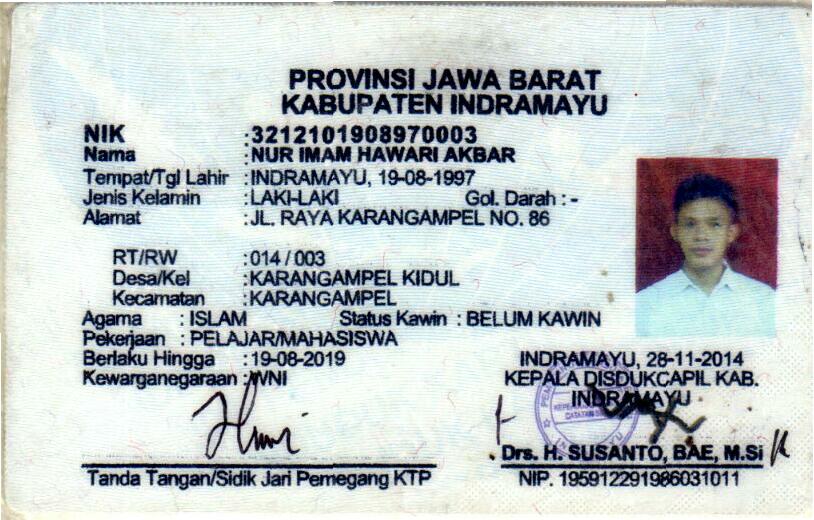 PROVINSI JAWA BARAT
KABUPATEN INDRAMAYU
NIK : 3212101908970003
Nama : NUR IMAM HAWARI AKBAR
Tempat/Tgl Lahir : INDRAMAYU, 19-08-1997
Jenis Kelamin : LAKI-LAKI Gol. Darah : -
Alamat : JL. RAYA KARANGAMPEL NO. 86
RT/RW : 014 / 003
Desa/Kel : KARANGAMPEL KIDUL
Kecamatan : KARANGAMPEL
Agama : ISLAM Status Kawin : BELUM KAWIN
Pekerjaan : PELAJAR/MAHASISWA
Berlaku Hingga : 19-08-2019
Kewarganegaraan : WNI
INDRAMAYU, 28-11-2014
KEPALA DISDUKCAPIL KAB.
INDRAMAYU
Drs. H. SUSANTO, BAE, M.Si
NIP. 195912291986031011
Tanda Tangan/Sidik Jari Pemegang KTP